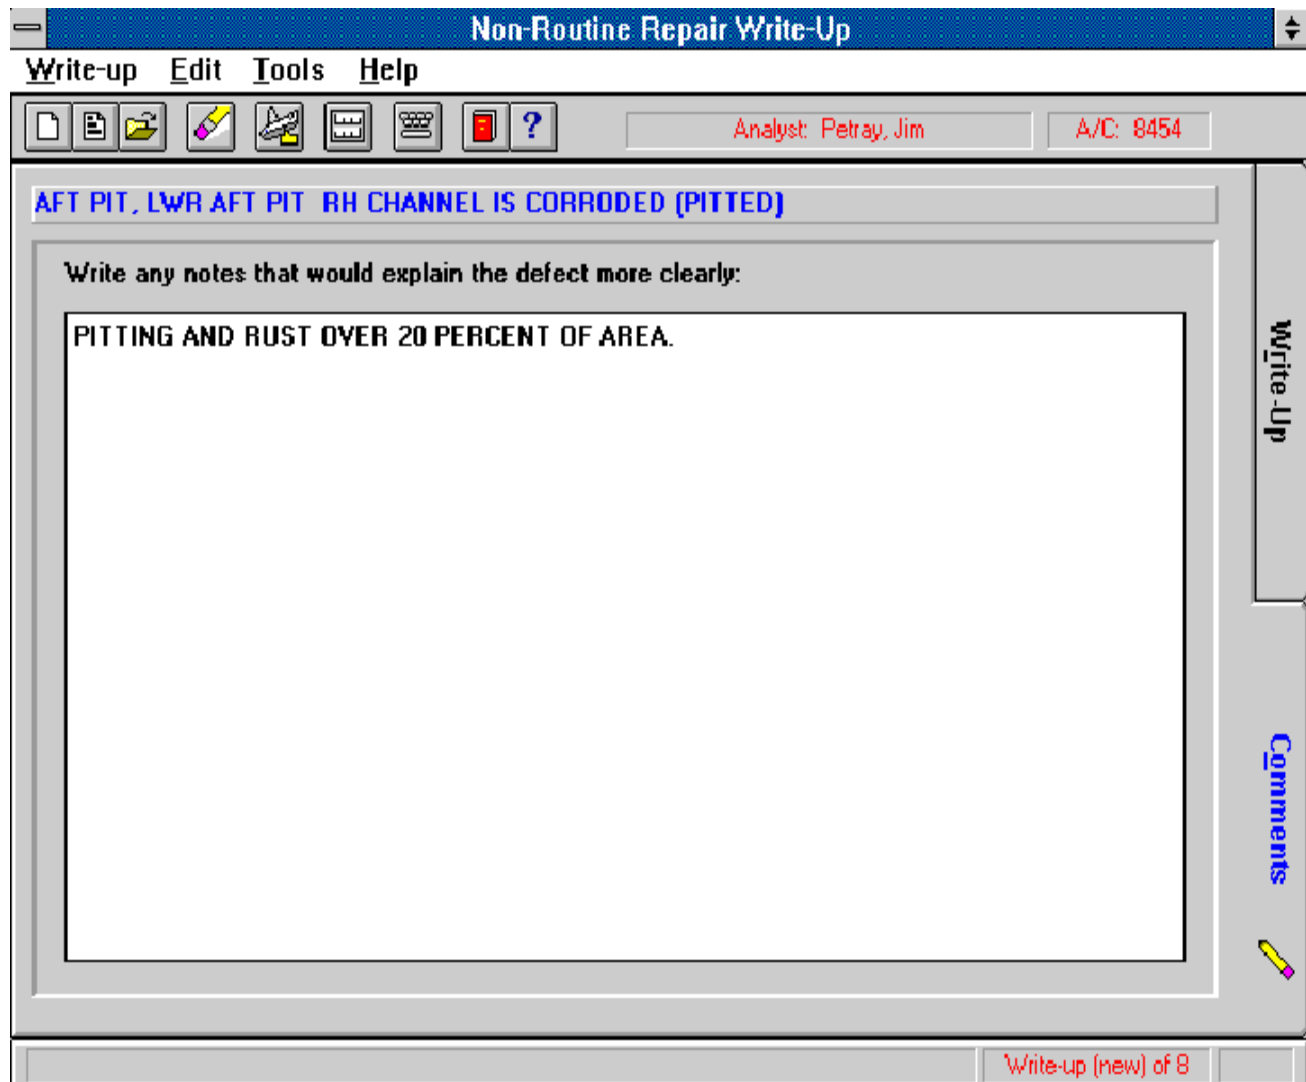 Non-Routine Repair Write-Up
Write-up Edit Tools Help
? Analyst: Petray, Jim A/C: 8454
AFT PIT, LWR AFT PIT RH CHANNEL IS CORRODED (PITTED)
Write any notes that would explain the defect more clearly:
PITTING AND RUST OVER 20 PERCENT OF AREA.
Write-Up
Comments
Write-up (new) of 8